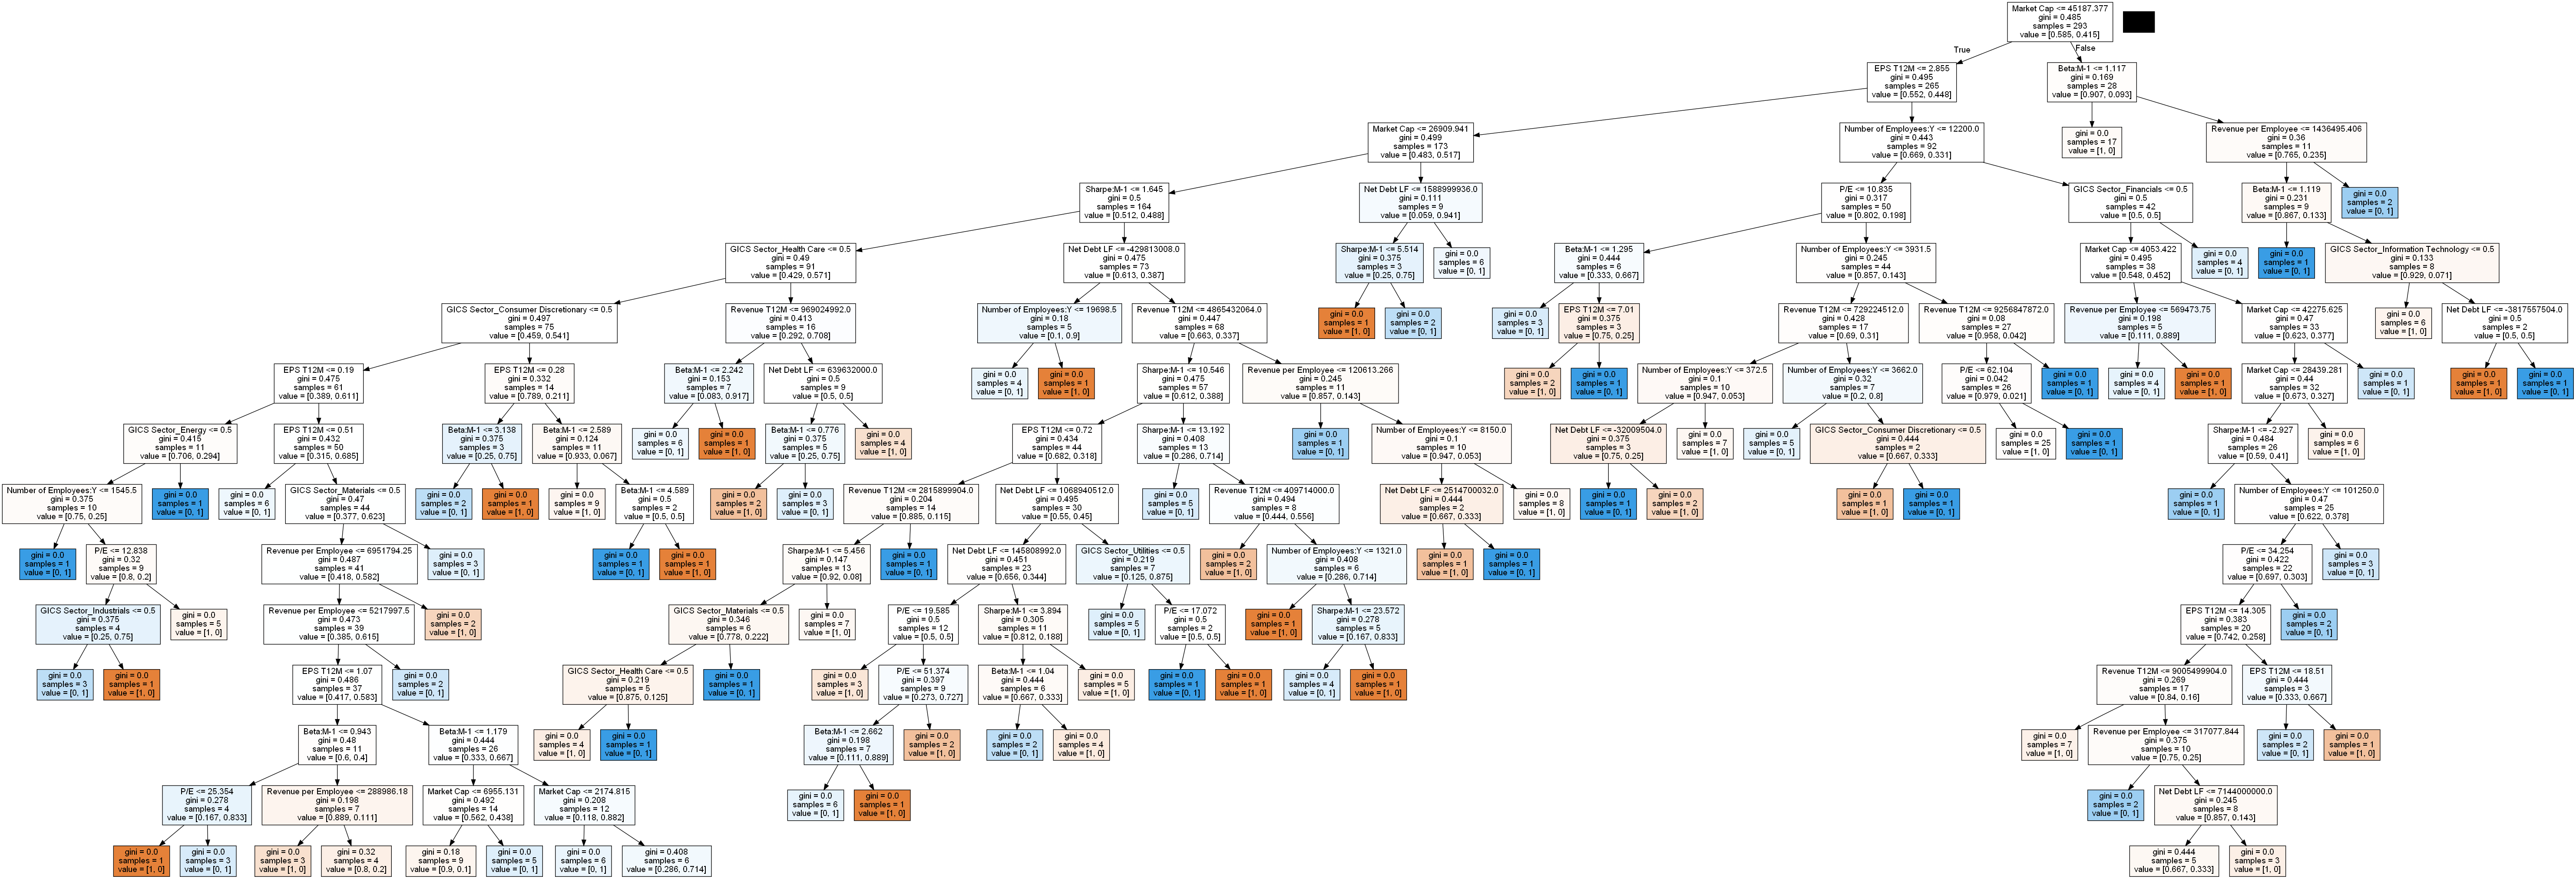 Market Cap <= 45187.377
gini = 0.485
samples = 293
value = [0.585, 0.415]
True
False
EPS T12M <= 2.855
gini = 0.495
samples = 265
value = [0.552, 0.448]
Beta:M-1 <= 1.117
gini = 0.169
samples = 28
value = [0.907, 0.093]
Market Cap <= 26909.941
gini = 0.499
samples = 173
value = [0.483, 0.517]
Number of Employees:Y <= 12200.0
gini = 0.443
samples = 92
value = [0.669, 0.331]
gini = 0.0
samples = 17
value = [1, 0]
Revenue per Employee <= 1436495.406
gini = 0.36
samples = 11
value = [0.765, 0.235]
Sharpe:M-1 <= 1.645
gini = 0.5
samples = 164
value = [0.512, 0.488]
Net Debt LF <= 1588999936.0
gini = 0.111
samples = 9
value = [0.059, 0.941]
P/E <= 10.835
gini = 0.317
samples = 50
value = [0.802, 0.198]
GICS Sector_Financials <= 0.5
gini = 0.5
samples = 42
value = [0.5, 0.5]
Beta:M-1 <= 1.119
gini = 0.231
samples = 9
value = [0.867, 0.133]
gini = 0.0
samples = 2
value = [0, 1]
GICS Sector_Health Care <= 0.5
gini = 0.49
samples = 91
value = [0.429, 0.571]
Net Debt LF <= -429813008.0
gini = 0.475
samples = 73
value = [0.613, 0.387]
Sharpe:M-1 <= 5.514
gini = 0.375
samples = 3
value = [0.25, 0.75]
gini = 0.0
samples = 6
value = [0, 1]
Beta:M-1 <= 1.295
gini = 0.444
samples = 6
value = [0.333, 0.667]
Number of Employees:Y <= 3931.5
gini = 0.245
samples = 44
value = [0.857, 0.143]
Market Cap <= 4053.422
gini = 0.495
samples = 38
value = [0.548, 0.452]
gini = 0.0
samples = 4
value = [0, 1]
gini = 0.0
samples = 1
value = [0, 1]
GICS Sector_Information Technology <= 0.5
gini = 0.133
samples = 8
value = [0.929, 0.071]
GICS Sector_Consumer Discretionary <= 0.5
gini = 0.497
samples = 75
value = [0.459, 0.541]
Revenue T12M <= 969024992.0
gini = 0.413
samples = 16
value = [0.292, 0.708]
Number of Employees:Y <= 19698.5
gini = 0.18
samples = 5
value = [0.1, 0.9]
Revenue T12M <= 4865432064.0
gini = 0.447
samples = 68
value = [0.663, 0.337]
gini = 0.0
samples = 1
value = [1, 0]
gini = 0.0
samples = 2
value = [0, 1]
gini = 0.0
samples = 3
value = [0, 1]
EPS T12M <= 7.01
gini = 0.375
samples = 3
value = [0.75, 0.25]
Revenue T12M <= 729224512.0
gini = 0.428
samples = 17
value = [0.69, 0.31]
Revenue T12M <= 9256847872.0
gini = 0.08
samples = 27
value = [0.958, 0.042]
Revenue per Employee <= 569473.75
gini = 0.198
samples = 5
value = [0.111, 0.889]
Market Cap <= 42275.625
gini = 0.47
samples = 33
value = [0.623, 0.377]
gini = 0.0
samples = 6
value = [1, 0]
Net Debt LF <= -3817557504.0
gini = 0.5
samples = 2
value = [0.5, 0.5]
EPS T12M <= 0.19
gini = 0.475
samples = 61
value = [0.389, 0.611]
EPS T12M <= 0.28
gini = 0.332
samples = 14
value = [0.789, 0.211]
Beta:M-1 <= 2.242
gini = 0.153
samples = 7
value = [0.083, 0.917]
Net Debt LF <= 639632000.0
gini = 0.5
samples = 9
value = [0.5, 0.5]
gini = 0.0
samples = 4
value = [0, 1]
gini = 0.0
samples = 1
value = [1, 0]
Sharpe:M-1 <= 10.546
gini = 0.475
samples = 57
value = [0.612, 0.388]
Revenue per Employee <= 120613.266
gini = 0.245
samples = 11
value = [0.857, 0.143]
gini = 0.0
samples = 2
value = [1, 0]
gini = 0.0
samples = 1
value = [0, 1]
Number of Employees:Y <= 372.5
gini = 0.1
samples = 10
value = [0.947, 0.053]
Number of Employees:Y <= 3662.0
gini = 0.32
samples = 7
value = [0.2, 0.8]
P/E <= 62.104
gini = 0.042
samples = 26
value = [0.979, 0.021]
gini = 0.0
samples = 1
value = [0, 1]
gini = 0.0
samples = 4
value = [0, 1]
gini = 0.0
samples = 1
value = [1, 0]
Market Cap <= 28439.281
gini = 0.44
samples = 32
value = [0.673, 0.327]
gini = 0.0
samples = 1
value = [0, 1]
gini = 0.0
samples = 1
value = [1, 0]
gini = 0.0
samples = 1
value = [0, 1]
GICS Sector_Energy <= 0.5
gini = 0.415
samples = 11
value = [0.706, 0.294]
EPS T12M <= 0.51
gini = 0.432
samples = 50
value = [0.315, 0.685]
Beta:M-1 <= 3.138
gini = 0.375
samples = 3
value = [0.25, 0.75]
Beta:M-1 <= 2.589
gini = 0.124
samples = 11
value = [0.933, 0.067]
gini = 0.0
samples = 6
value = [0, 1]
gini = 0.0
samples = 1
value = [1, 0]
Beta:M-1 <= 0.776
gini = 0.375
samples = 5
value = [0.25, 0.75]
gini = 0.0
samples = 4
value = [1, 0]
EPS T12M <= 0.72
gini = 0.434
samples = 44
value = [0.682, 0.318]
Sharpe:M-1 <= 13.192
gini = 0.408
samples = 13
value = [0.286, 0.714]
gini = 0.0
samples = 1
value = [0, 1]
Number of Employees:Y <= 8150.0
gini = 0.1
samples = 10
value = [0.947, 0.053]
Net Debt LF <= -32009504.0
gini = 0.375
samples = 3
value = [0.75, 0.25]
gini = 0.0
samples = 7
value = [1, 0]
gini = 0.0
samples = 5
value = [0, 1]
GICS Sector_Consumer Discretionary <= 0.5
gini = 0.444
samples = 2
value = [0.667, 0.333]
gini = 0.0
samples = 25
value = [1, 0]
gini = 0.0
samples = 1
value = [0, 1]
Sharpe:M-1 <= -2.927
gini = 0.484
samples = 26
value = [0.59, 0.41]
gini = 0.0
samples = 6
value = [1, 0]
Number of Employees:Y <= 1545.5
gini = 0.375
samples = 10
value = [0.75, 0.25]
gini = 0.0
samples = 1
value = [0, 1]
gini = 0.0
samples = 6
value = [0, 1]
GICS Sector_Materials <= 0.5
gini = 0.47
samples = 44
value = [0.377, 0.623]
gini = 0.0
samples = 2
value = [0, 1]
gini = 0.0
samples = 1
value = [1, 0]
gini = 0.0
samples = 9
value = [1, 0]
Beta:M-1 <= 4.589
gini = 0.5
samples = 2
value = [0.5, 0.5]
gini = 0.0
samples = 2
value = [1, 0]
gini = 0.0
samples = 3
value = [0, 1]
Revenue T12M <= 2815899904.0
gini = 0.204
samples = 14
value = [0.885, 0.115]
Net Debt LF <= 1068940512.0
gini = 0.495
samples = 30
value = [0.55, 0.45]
gini = 0.0
samples = 5
value = [0, 1]
Revenue T12M <= 409714000.0
gini = 0.494
samples = 8
value = [0.444, 0.556]
Net Debt LF <= 2514700032.0
gini = 0.444
samples = 2
value = [0.667, 0.333]
gini = 0.0
samples = 8
value = [1, 0]
gini = 0.0
samples = 1
value = [0, 1]
gini = 0.0
samples = 2
value = [1, 0]
gini = 0.0
samples = 1
value = [1, 0]
gini = 0.0
samples = 1
value = [0, 1]
gini = 0.0
samples = 1
value = [0, 1]
Number of Employees:Y <= 101250.0
gini = 0.47
samples = 25
value = [0.622, 0.378]
gini = 0.0
samples = 1
value = [0, 1]
P/E <= 12.838
gini = 0.32
samples = 9
value = [0.8, 0.2]
Revenue per Employee <= 6951794.25
gini = 0.487
samples = 41
value = [0.418, 0.582]
gini = 0.0
samples = 3
value = [0, 1]
gini = 0.0
samples = 1
value = [0, 1]
gini = 0.0
samples = 1
value = [1, 0]
Sharpe:M-1 <= 5.456
gini = 0.147
samples = 13
value = [0.92, 0.08]
gini = 0.0
samples = 1
value = [0, 1]
Net Debt LF <= 145808992.0
gini = 0.451
samples = 23
value = [0.656, 0.344]
GICS Sector_Utilities <= 0.5
gini = 0.219
samples = 7
value = [0.125, 0.875]
gini = 0.0
samples = 2
value = [1, 0]
Number of Employees:Y <= 1321.0
gini = 0.408
samples = 6
value = [0.286, 0.714]
gini = 0.0
samples = 1
value = [1, 0]
gini = 0.0
samples = 1
value = [0, 1]
P/E <= 34.254
gini = 0.422
samples = 22
value = [0.697, 0.303]
gini = 0.0
samples = 3
value = [0, 1]
GICS Sector_Industrials <= 0.5
gini = 0.375
samples = 4
value = [0.25, 0.75]
gini = 0.0
samples = 5
value = [1, 0]
Revenue per Employee <= 5217997.5
gini = 0.473
samples = 39
value = [0.385, 0.615]
gini = 0.0
samples = 2
value = [1, 0]
GICS Sector_Materials <= 0.5
gini = 0.346
samples = 6
value = [0.778, 0.222]
gini = 0.0
samples = 7
value = [1, 0]
P/E <= 19.585
gini = 0.5
samples = 12
value = [0.5, 0.5]
Sharpe:M-1 <= 3.894
gini = 0.305
samples = 11
value = [0.812, 0.188]
gini = 0.0
samples = 5
value = [0, 1]
P/E <= 17.072
gini = 0.5
samples = 2
value = [0.5, 0.5]
gini = 0.0
samples = 1
value = [1, 0]
Sharpe:M-1 <= 23.572
gini = 0.278
samples = 5
value = [0.167, 0.833]
EPS T12M <= 14.305
gini = 0.383
samples = 20
value = [0.742, 0.258]
gini = 0.0
samples = 2
value = [0, 1]
gini = 0.0
samples = 3
value = [0, 1]
gini = 0.0
samples = 1
value = [1, 0]
EPS T12M <= 1.07
gini = 0.486
samples = 37
value = [0.417, 0.583]
gini = 0.0
samples = 2
value = [0, 1]
GICS Sector_Health Care <= 0.5
gini = 0.219
samples = 5
value = [0.875, 0.125]
gini = 0.0
samples = 1
value = [0, 1]
gini = 0.0
samples = 3
value = [1, 0]
P/E <= 51.374
gini = 0.397
samples = 9
value = [0.273, 0.727]
Beta:M-1 <= 1.04
gini = 0.444
samples = 6
value = [0.667, 0.333]
gini = 0.0
samples = 5
value = [1, 0]
gini = 0.0
samples = 1
value = [0, 1]
gini = 0.0
samples = 1
value = [1, 0]
gini = 0.0
samples = 4
value = [0, 1]
gini = 0.0
samples = 1
value = [1, 0]
Revenue T12M <= 9005499904.0
gini = 0.269
samples = 17
value = [0.84, 0.16]
EPS T12M <= 18.51
gini = 0.444
samples = 3
value = [0.333, 0.667]
Beta:M-1 <= 0.943
gini = 0.48
samples = 11
value = [0.6, 0.4]
Beta:M-1 <= 1.179
gini = 0.444
samples = 26
value = [0.333, 0.667]
gini = 0.0
samples = 4
value = [1, 0]
gini = 0.0
samples = 1
value = [0, 1]
Beta:M-1 <= 2.662
gini = 0.198
samples = 7
value = [0.111, 0.889]
gini = 0.0
samples = 2
value = [1, 0]
gini = 0.0
samples = 2
value = [0, 1]
gini = 0.0
samples = 4
value = [1, 0]
gini = 0.0
samples = 7
value = [1, 0]
Revenue per Employee <= 317077.844
gini = 0.375
samples = 10
value = [0.75, 0.25]
gini = 0.0
samples = 2
value = [0, 1]
gini = 0.0
samples = 1
value = [1, 0]
P/E <= 25.354
gini = 0.278
samples = 4
value = [0.167, 0.833]
Revenue per Employee <= 288986.18
gini = 0.198
samples = 7
value = [0.889, 0.111]
Market Cap <= 6955.131
gini = 0.492
samples = 14
value = [0.562, 0.438]
Market Cap <= 2174.815
gini = 0.208
samples = 12
value = [0.118, 0.882]
gini = 0.0
samples = 6
value = [0, 1]
gini = 0.0
samples = 1
value = [1, 0]
gini = 0.0
samples = 2
value = [0, 1]
Net Debt LF <= 7144000000.0
gini = 0.245
samples = 8
value = [0.857, 0.143]
gini = 0.0
samples = 1
value = [1, 0]
gini = 0.0
samples = 3
value = [0, 1]
gini = 0.0
samples = 3
value = [1, 0]
gini = 0.32
samples = 4
value = [0.8, 0.2]
gini = 0.18
samples = 9
value = [0.9, 0.1]
gini = 0.0
samples = 5
value = [0, 1]
gini = 0.0
samples = 6
value = [0, 1]
gini = 0.408
samples = 6
value = [0.286, 0.714]
gini = 0.444
samples = 5
value = [0.667, 0.333]
gini = 0.0
samples = 3
value = [1, 0]